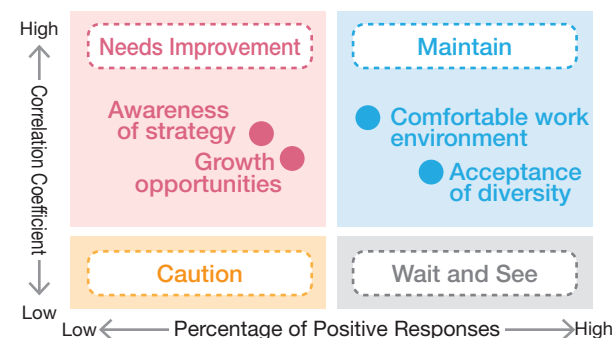 High
Correlation Coefficient
Low
Needs Improvement
Awareness
of strategy
Growth
opportunities
Maintain
Comfortable work
environment
Acceptance
of diversity
Caution
Wait and See
Low
Percentage of Positive Responses
High